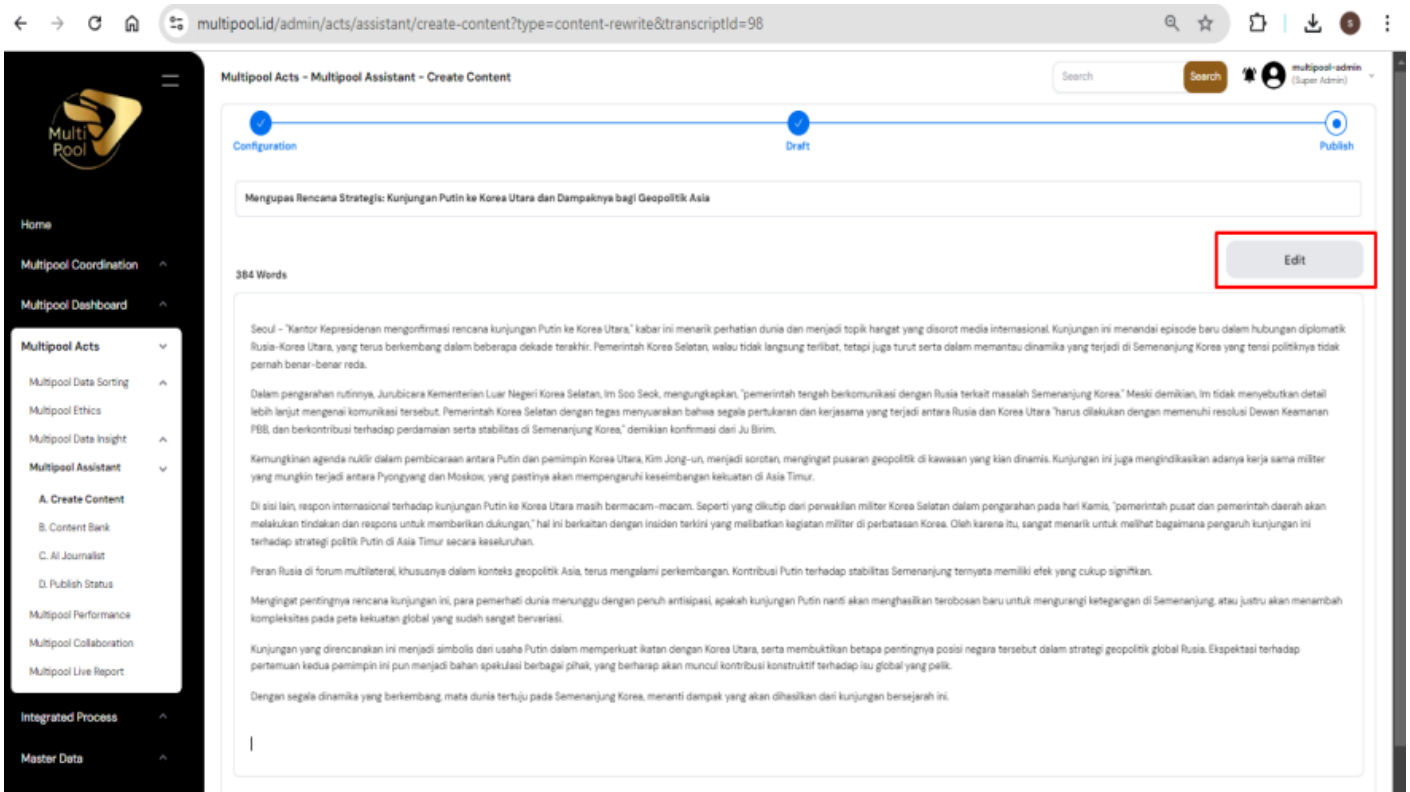 multipool.id/admin/acts/assistant/create-content?type=content-rewrite&transcriptId=98
S
Multi
Pool
Multipool Acts - Multipool Assistant - Create Content
Search
Search
multipool-admin
(Super Admin)
Configuration
Draft
Publish
Mengupas Rencana Strategis: Kunjungan Putin ke Korea Utara dan Dampaknya bagi Geopolitik Asia
Home
Multipool Coordination
Multipool Dashboard
Multipool Acts
Multipool Data Sorting
Multipool Ethics
Multipool Data Insight
Multipool Assistant
A. Create Content
B. Content Bank
C. AI Journalist
D. Publish Status
Multipool Performance
Multipool Collaboration
Multipool Live Report
Integrated Process
Master Data
Edit
384 Words
Seoul - "Kantor Kepresidenan mengonfirmasi rencana kunjungan Putin ke Korea Utara," kabar ini menarik perhatian dunia dan menjadi topik hangat yang disorot media internasional. Kunjungan ini menandai episode baru dalam hubungan diplomatik
Rusia-Korea Utara, yang terus berkembang dalam beberapa dekade terakhir. Pemerintah Korea Selatan, walau tidak langsung terlibat, tetapi juga turut serta dalam memantau dinamika yang terjadi di Semenanjung Korea yang tensi politiknya tidak
pernah benar-benar reda.
Dalam pengarahan rutinnya, Jurubicara Kementerian Luar Negeri Korea Selatan, Im Soo Seok, mengungkapkan, "pemerintah tengah berkomunikasi dengan Rusia terkait masalah Semenanjung Korea." Meski demikian, Im tidak menyebutkan detail
lebih lanjut mengenai komunikasi tersebut. Pemerintah Korea Selatan dengan tegas menyuarakan bahwa segala pertukaran dan kerjasama yang terjadi antara Rusia dan Korea Utara "harus dilakukan dengan memenuhi resolusi Dewan Keamanan
PBB, dan berkontribusi terhadap perdamaian serta stabilitas di Semenanjung Korea," demikian konfirmasi dari Ju Birim.
Kemungkinan agenda nuklir dalam pembicaraan antara Putin dan pemimpin Korea Utara, Kim Jong-un, menjadi sorotan, mengingat pusaran geopolitik di kawasan yang kian dinamis. Kunjungan ini juga mengindikasikan adanya kerja sama militer
yang mungkin terjadi antara Pyongyang dan Moskow, yang pastinya akan mempengaruhi keseimbangan kekuatan di Asia Timur.
Di sisi lain, respon internasional terhadap kunjungan Putin ke Korea Utara masih bermacam-macam. Seperti yang dikutip dari perwakilan militer Korea Selatan dalam pengarahan pada hari Kamis, "pemerintah pusat dan pemerintah daerah akan
melakukan tindakan dan respons untuk memberikan dukungan," hal ini berkaitan dengan insiden terkini yang melibatkan kegiatan militer di perbatasan Korea. Oleh karena itu, sangat menarik untuk melihat bagaimana pengaruh kunjungan ini
terhadap strategi politik Putin di Asia Timur secara keseluruhan.
Peran Rusia di forum multilateral, khususnya dalam konteks geopolitik Asia, terus mengalami perkembangan. Kontribusi Putin terhadap stabilitas Semenanjung ternyata memiliki efek yang cukup signifikan.
Mengingat pentingnya rencana kunjungan ini, para pemerhati dunia menunggu dengan penuh antisipasi, apakah kunjungan Putin nanti akan menghasilkan terobosan baru untuk mengurangi ketegangan di Semenanjung, atau justru akan menambah
kompleksitas pada peta kekuatan global yang sudah sangat bervariasi.
Kunjungan yang direncanakan ini menjadi simbolis dari usaha Putin dalam memperkuat ikatan dengan Korea Utara, serta membuktikan betapa pentingnya posisi negara tersebut dalam strategi geopolitik global Rusia. Ekspektasi terhadap
pertemuan kedua pemimpin ini pun menjadi bahan spekulasi berbagai pihak, yang berharap akan muncul kontribusi konstruktif terhadap isu global yang pelik.
Dengan segala dinamika yang berkembang, mata dunia tertuju pada Semenanjung Korea, menanti dampak yang akan dihasilkan dari kunjungan bersejarah ini.